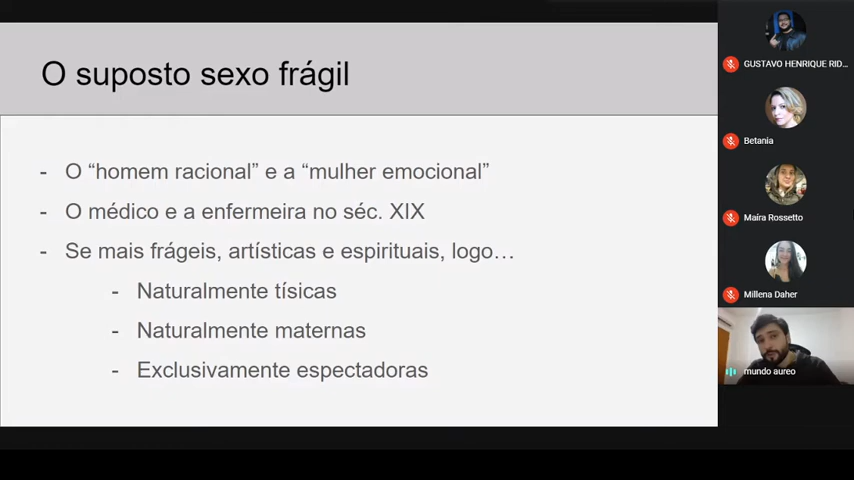 O suposto sexo frágil
- O “homem racional” e a “mulher emocional”
- O médico e a enfermeira no séc. XIX
- Se mais frágeis, artísticas e espirituais, logo…
- Naturalmente tísicas
- Naturalmente maternas
- Exclusivamente espectadoras
GUSTAVO HENRIQUE RID...
Betania
Maíra Rossetto
Millena Daher
mundo aureo